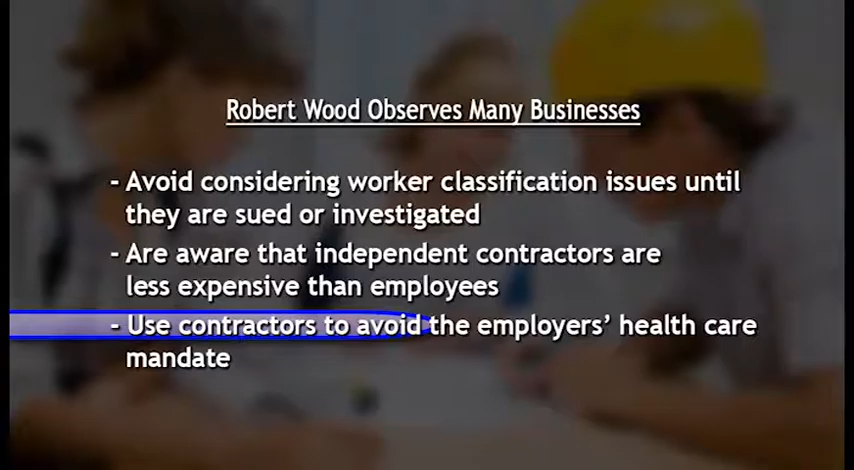 Robert Wood Observes Many Businesses
- Avoid considering worker classification issues until
they are sued or investigated
- Are aware that independent contractors are
less expensive than employees
- Use contractors to avoid the employers’ health care
mandate